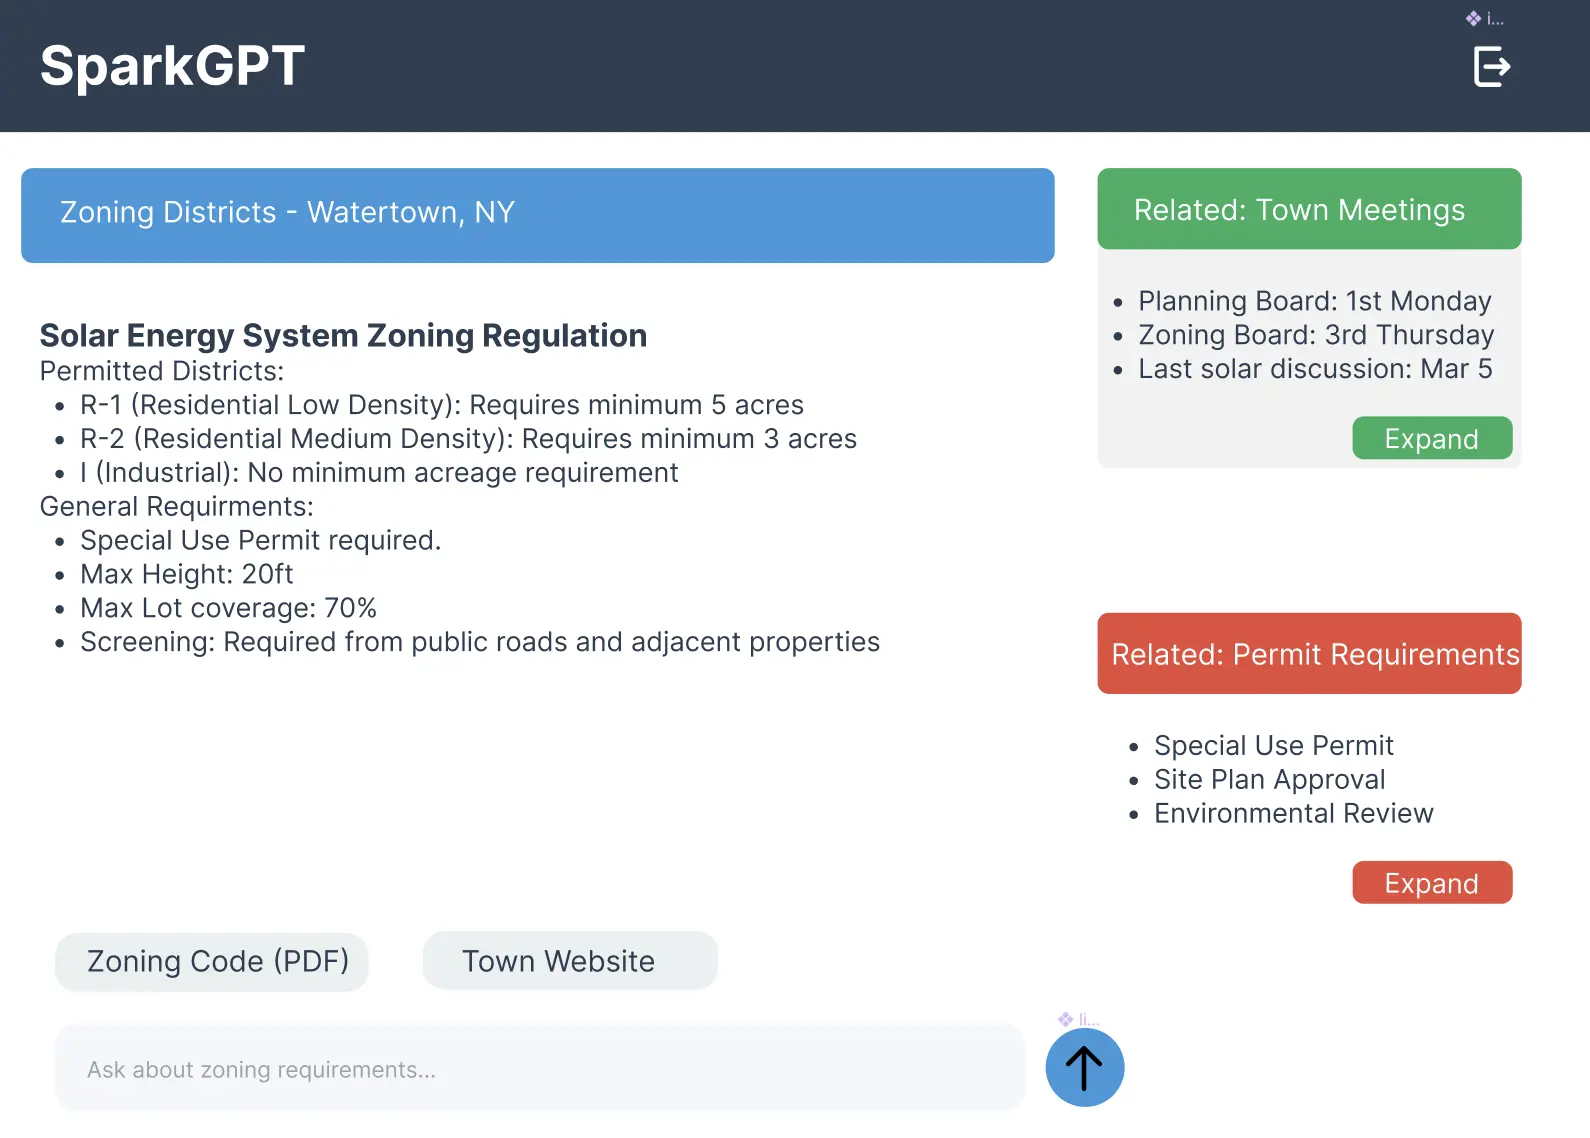 i...
SparkGPT
Zoning Districts - Watertown, NY
Solar Energy System Zoning Regulation
Permitted Districts:
• R-1 (Residential Low Density): Requires minimum 5 acres
• R-2 (Residential Medium Density): Requires minimum 3 acres
• I (Industrial): No minimum acreage requirement
General Requirments:
• Special Use Permit required.
• Max Height: 20ft
• Max Lot coverage: 70%
• Screening: Required from public roads and adjacent properties
Related: Town Meetings
• Planning Board: 1st Monday
• Zoning Board: 3rd Thursday
• Last solar discussion: Mar 5
Expand
Related: Permit Requirements
• Special Use Permit
• Site Plan Approval
• Environmental Review
Expand
Zoning Code (PDF)
Town Website
Ask about zoning requirements...
li...